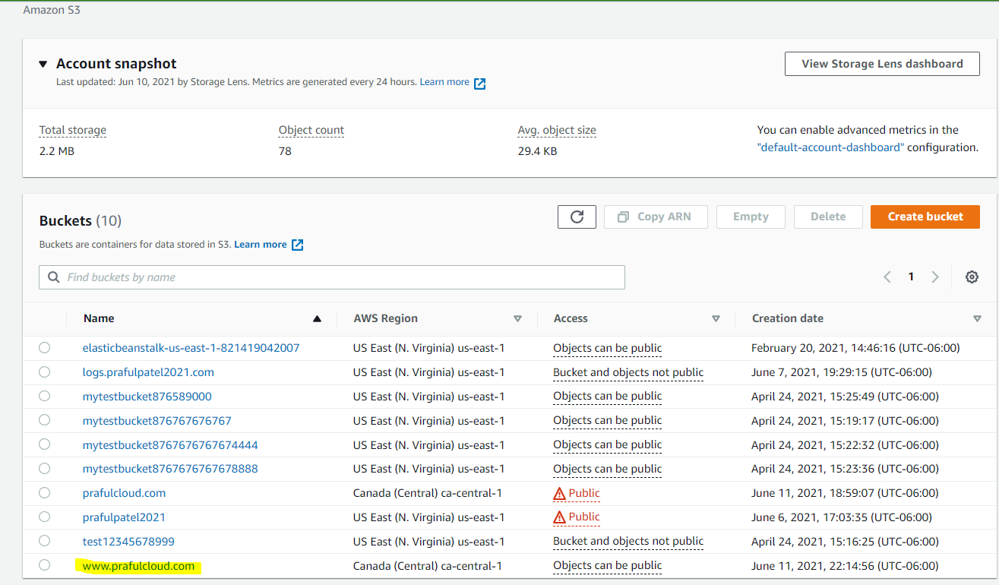 Amazon S3
Account snapshot
View Storage Lens dashboard
Last updated: Jun 10, 2021 by Storage Lens. Metrics are generated every 24 hours. Learn more
Total storage Object count Avg. object size You can enable advanced metrics in the
2.2 MB 78 29.4 KB "default-account-dashboard" configuration.
Buckets (10) Copy ARN Empty Delete Create bucket
Buckets are containers for data stored in S3. Learn more
Find buckets by name 1
Name AWS Region Access Creation date
elasticbeanstalk-us-east-1-821419042007 US East (N. Virginia) us-east-1 Objects can be public February 20, 2021, 14:46:16 (UTC-06:00)
logs.prafulpatel2021.com US East (N. Virginia) us-east-1 Bucket and objects not public June 7, 2021, 19:29:15 (UTC-06:00)
mytestbucket876589000 US East (N. Virginia) us-east-1 Objects can be public April 24, 2021, 15:25:49 (UTC-06:00)
mytestbucket876767676767 US East (N. Virginia) us-east-1 Objects can be public April 24, 2021, 15:19:17 (UTC-06:00)
mytestbucket8767676767674444 US East (N. Virginia) us-east-1 Objects can be public April 24, 2021, 15:22:32 (UTC-06:00)
mytestbucket8767676767678888 US East (N. Virginia) us-east-1 Objects can be public April 24, 2021, 15:23:36 (UTC-06:00)
prafulcloud.com Canada (Central) ca-central-1 Public June 11, 2021, 18:59:07 (UTC-06:00)
prafulpatel2021 US East (N. Virginia) us-east-1 Public June 6, 2021, 17:03:35 (UTC-06:00)
test12345678999 US East (N. Virginia) us-east-1 Bucket and objects not public April 24, 2021, 15:16:25 (UTC-06:00)
www.prafulcloud.com Canada (Central) ca-central-1 Objects can be public June 11, 2021, 22:14:56 (UTC-06:00)